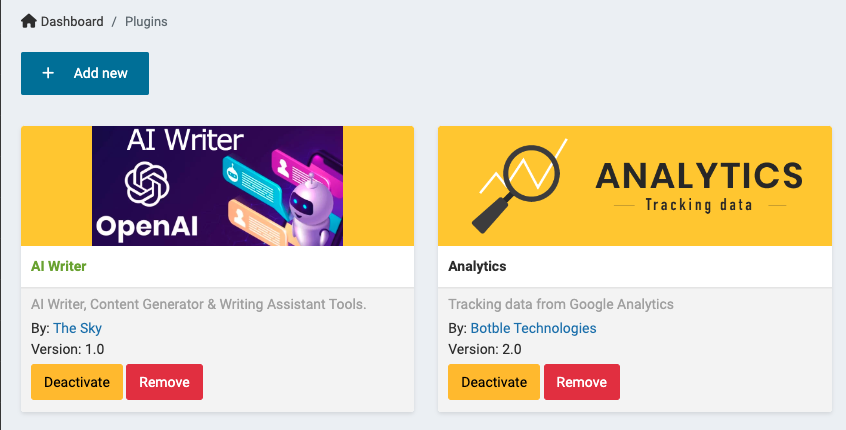 Dashboard / Plugins
+ Add new
AI Writer
OpenAI
ANALYTICS
Tracking data
AI Writer
AI Writer, Content Generator & Writing Assistant Tools.
By: The Sky
Version: 1.0
Deactivate Remove
Analytics
Tracking data from Google Analytics
By: Botble Technologies
Version: 2.0
Deactivate Remove